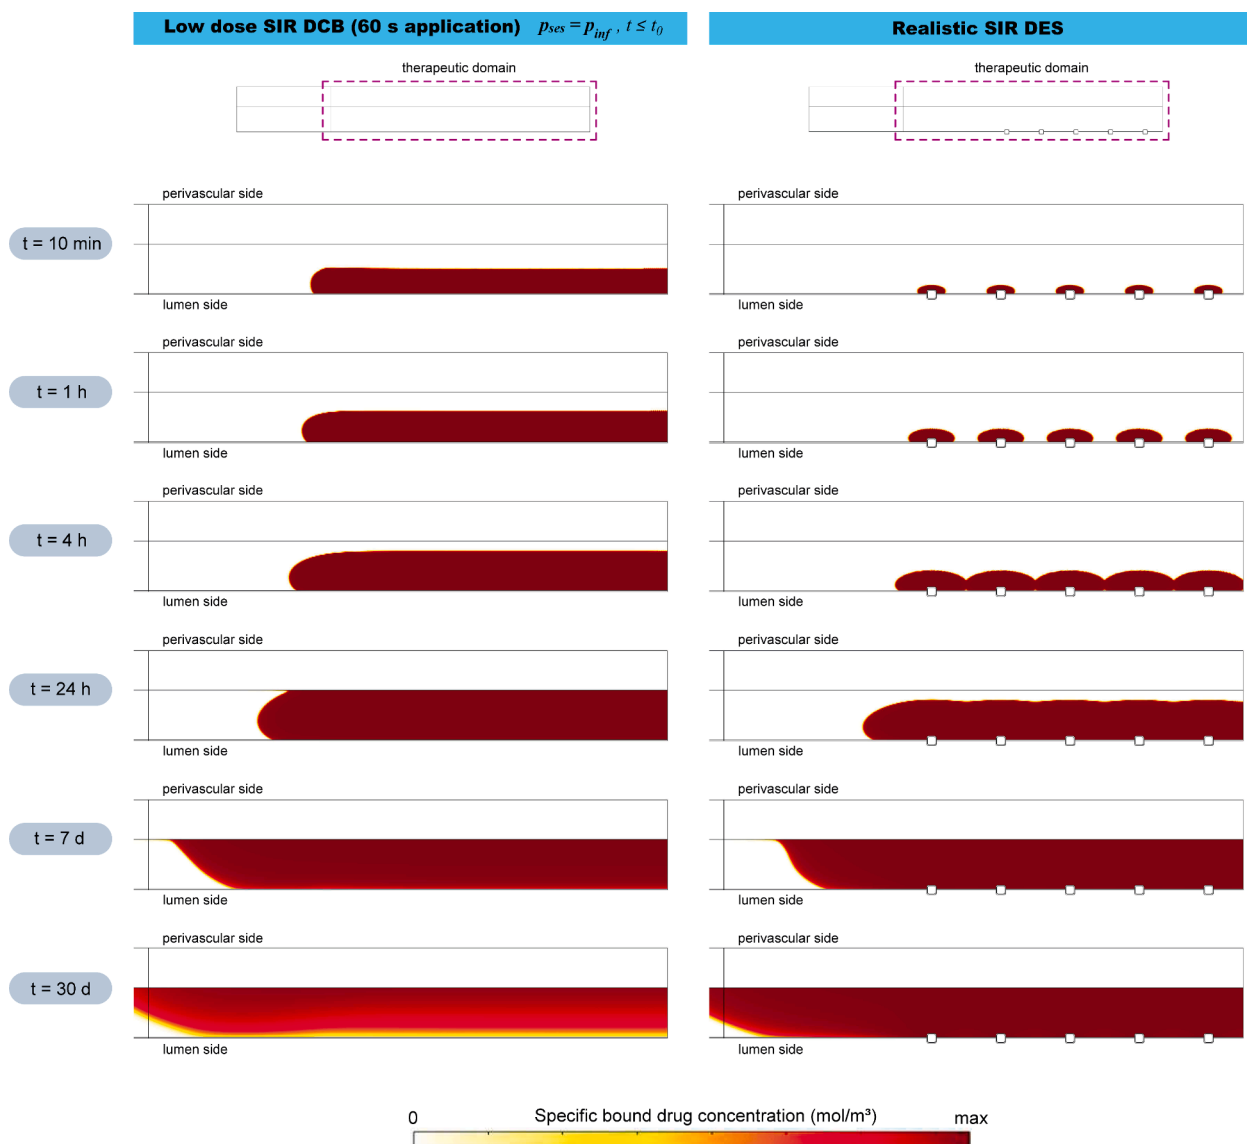 Low dose SIR DCB (60 s application) pses = pinf , t ≤ t0
Realistic SIR DES
therapeutic domain
therapeutic domain
t = 10 min
perivascular side
lumen side
perivascular side
lumen side
t = 1 h
perivascular side
lumen side
perivascular side
lumen side
t = 4 h
perivascular side
lumen side
perivascular side
lumen side
t = 24 h
perivascular side
lumen side
perivascular side
lumen side
t = 7 d
perivascular side
lumen side
perivascular side
lumen side
t = 30 d
perivascular side
lumen side
perivascular side
lumen side
0 Specific bound drug concentration (mol/m³) max